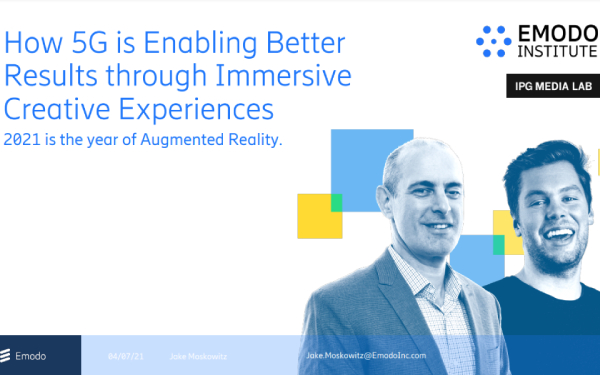 How 5G is Enabling Better
Results through Immersive
Creative Experiences
2021 is the year of Augmented Reality.
EMODO
INSTITUTE
IPG MEDIA LAB
Emodo
04/07/21
Jake Moskowitz
Jake.Moskowitz@EmodoInc.com